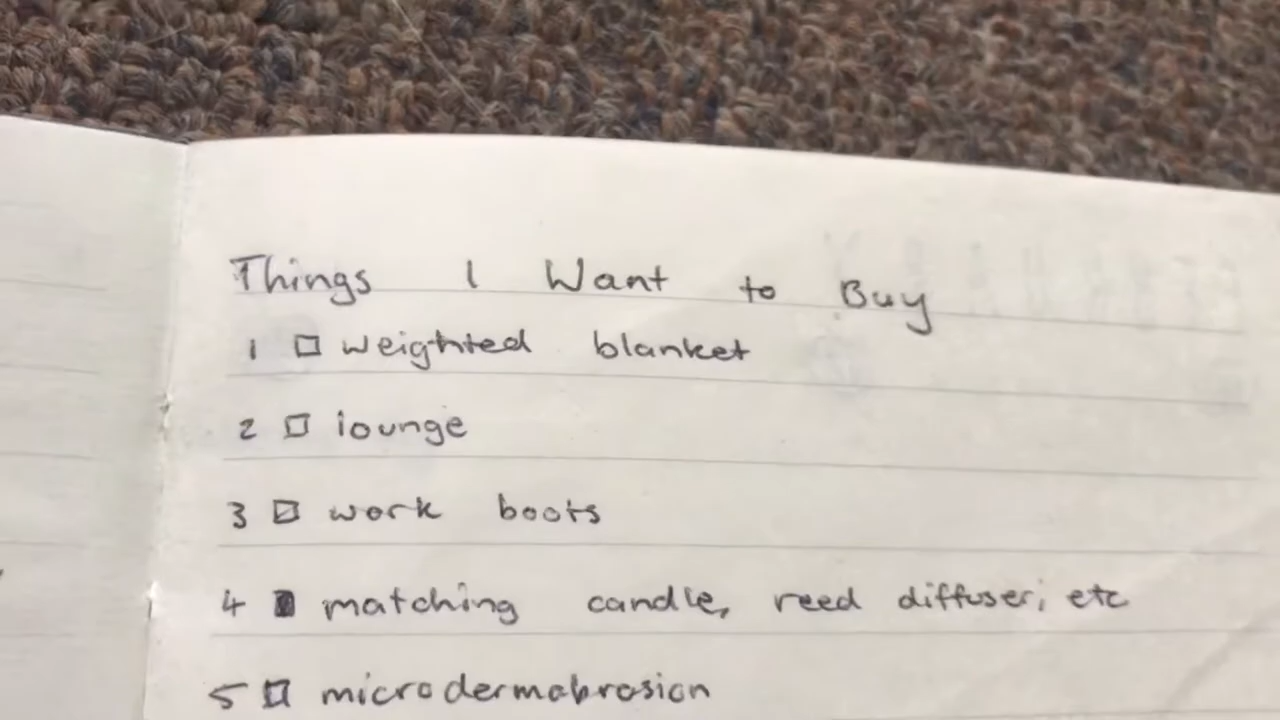 Things I Want to Buy
1 □ weighted blanket
2 □ lounge
3 ☑ work boots
4 ■ matching candle, reed diffuser, etc
5 □ microdermabrasion